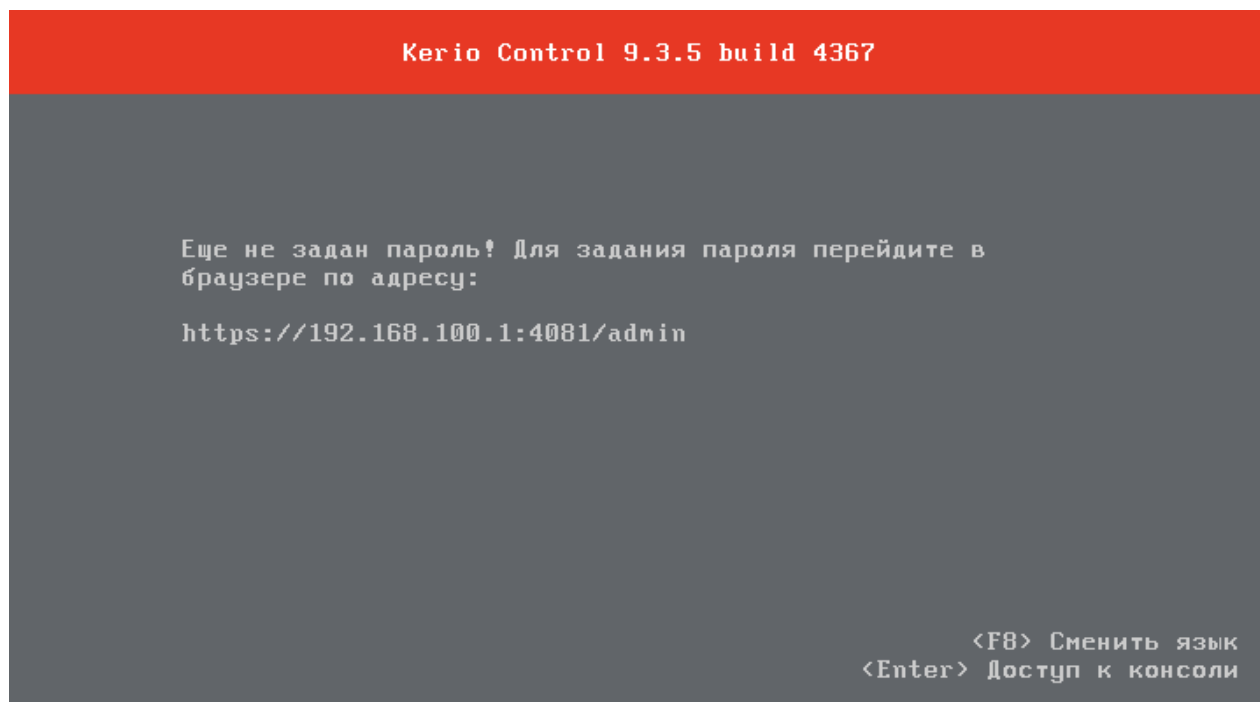 Kerio Control 9.3.5 build 4367
Еще не задан пароль! Для задания пароля перейдите в
браузере по адресу:
https://192.168.100.1:4081/admin
<F8> Сменить язык
<Enter> Доступ к консоли